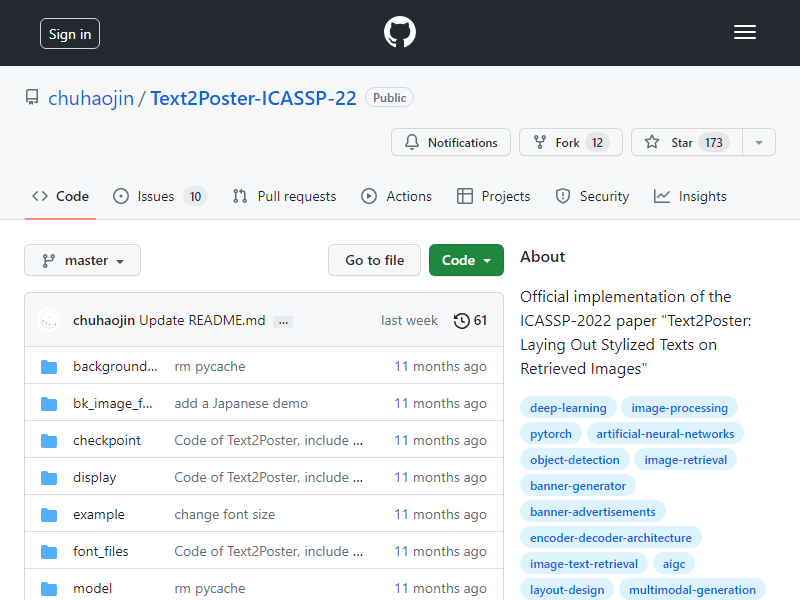 Sign in
chuhaojin / Text2Poster-ICASSP-22 Public
Notifications Fork 12 Star 173
Code Issues 10 Pull requests Actions Projects Security Insights
master Go to file Code
chuhaojin Update README.md ... last week 61
background... rm pycache 11 months ago
bk_image_f... add a Japanese demo 11 months ago
checkpoint Code of Text2Poster, include ... 11 months ago
display Code of Text2Poster, include ... 11 months ago
example change font size 11 months ago
font_files Code of Text2Poster, include ... 11 months ago
model rm pycache 11 months ago
About
Official implementation of the
ICASSP-2022 paper "Text2Poster:
Laying Out Stylized Texts on
Retrieved Images"
deep-learning image-processing
pytorch artificial-neural-networks
object-detection image-retrieval
banner-generator
banner-advertisements
encoder-decoder-architecture
image-text-retrieval aigc
layout-design multimodal-generation